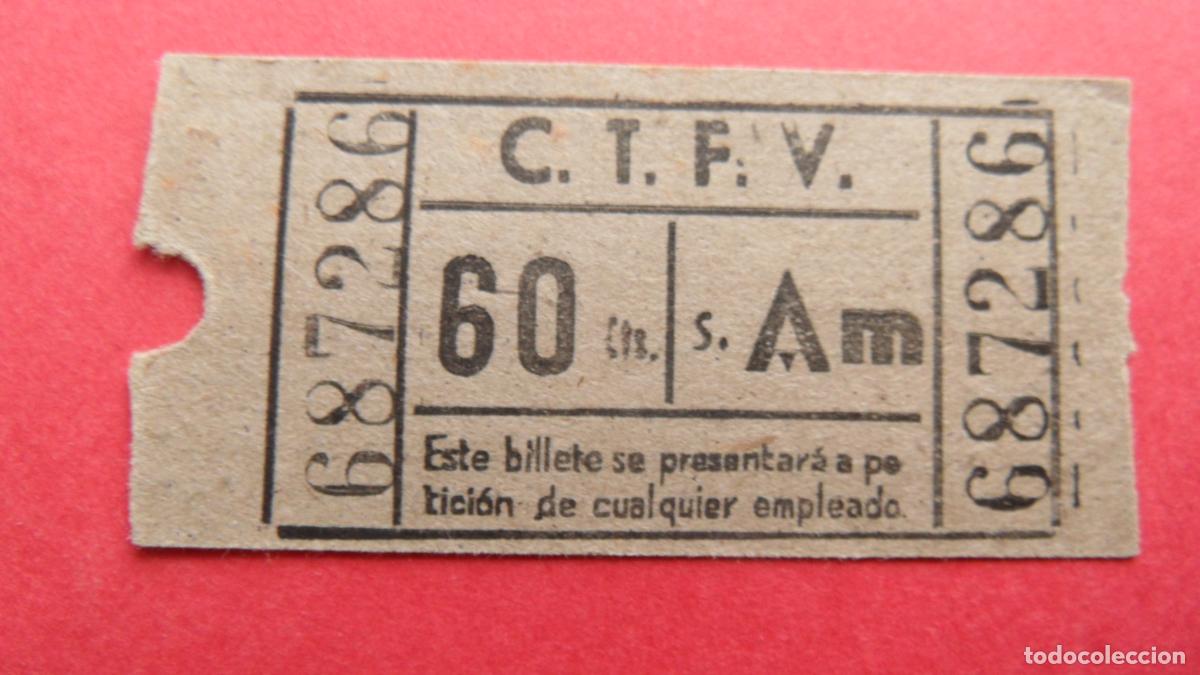 687286
C. T. F. V.
60 Cts. s. Am
Este billete se presentará a pe
tición de cualquier empleado.
687286
todocoleccion